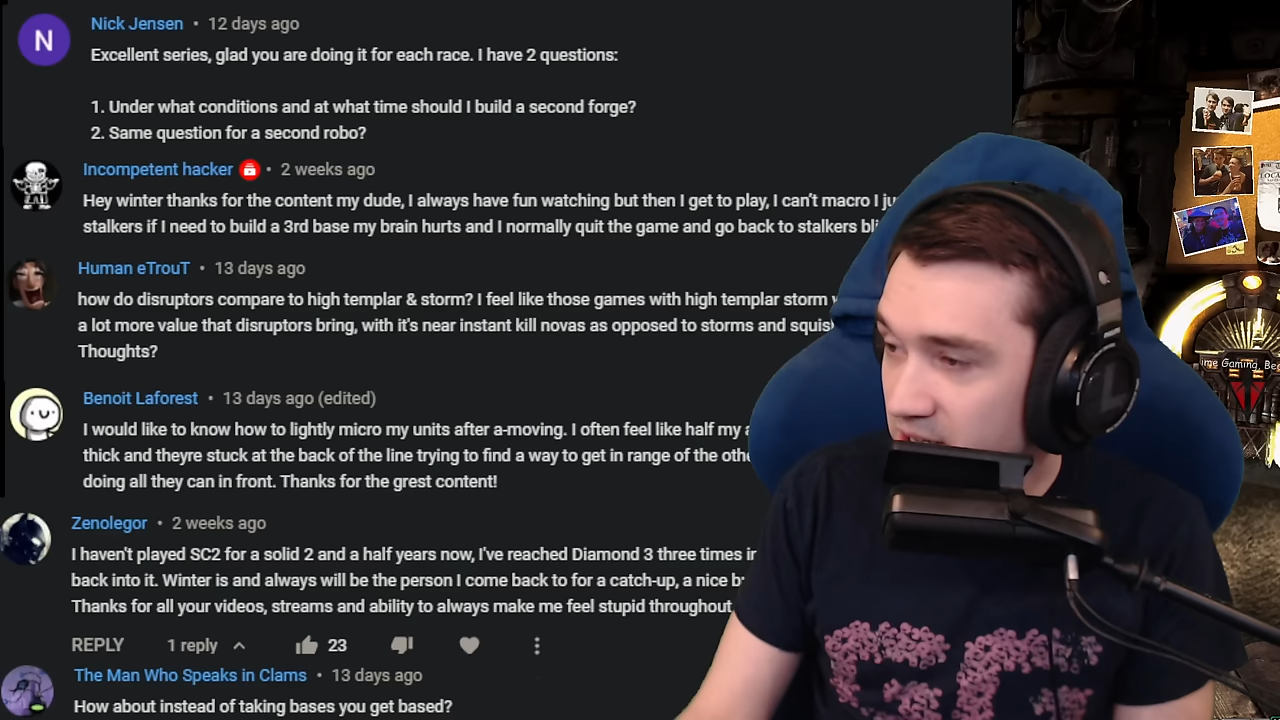 N
Nick Jensen • 12 days ago
Excellent series, glad you are doing it for each race. I have 2 questions:
1. Under what conditions and at what time should I build a second forge?
2. Same question for a second robo?
Incompetent hacker • 2 weeks ago
Hey winter thanks for the content my dude, I always have fun watching but then I get to play, I can't macro I
stalkers if I need to build a 3rd base my brain hurts and I normally quit the game and go back to stalkers
Human eTrouT • 13 days ago
how do disruptors compare to high templar & storm? I feel like those games with high templar storm
a lot more value that disruptors bring, with it's near instant kill novas as opposed to storms and
Thoughts?
Benoit Laforest • 13 days ago (edited)
I would like to know how to lightly micro my units after a-moving. I often feel like half my
thick and theyre stuck at the back of the line trying to find a way to get in range of the
doing all they can in front. Thanks for the grest content!
Zenolegor • 2 weeks ago
I haven't played SC2 for a solid 2 and a half years now, I've reached Diamond 3 three times
back into it. Winter is and always will be the person I come back to for a catch-up, a nice
Thanks for all your videos, streams and ability to always make me feel stupid throughout
REPLY 1 reply 23
The Man Who Speaks in Clams • 13 days ago
How about instead of taking bases you get based?